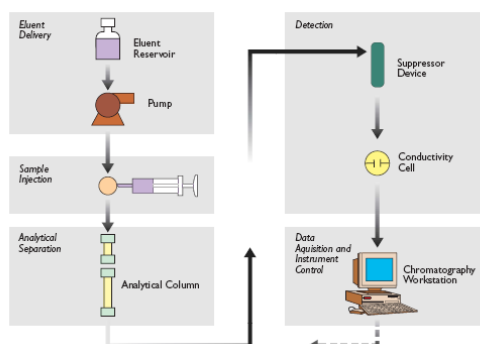 Eluent
Delivery
Eluent
Reservoir
Pump
Sample
Injection
Analytical
Separation
Analytical Column
Detection
Suppressor
Device
Conductivity
Cell
Data
Aquisition and
Instrument
Control
Chromatography
Workstation